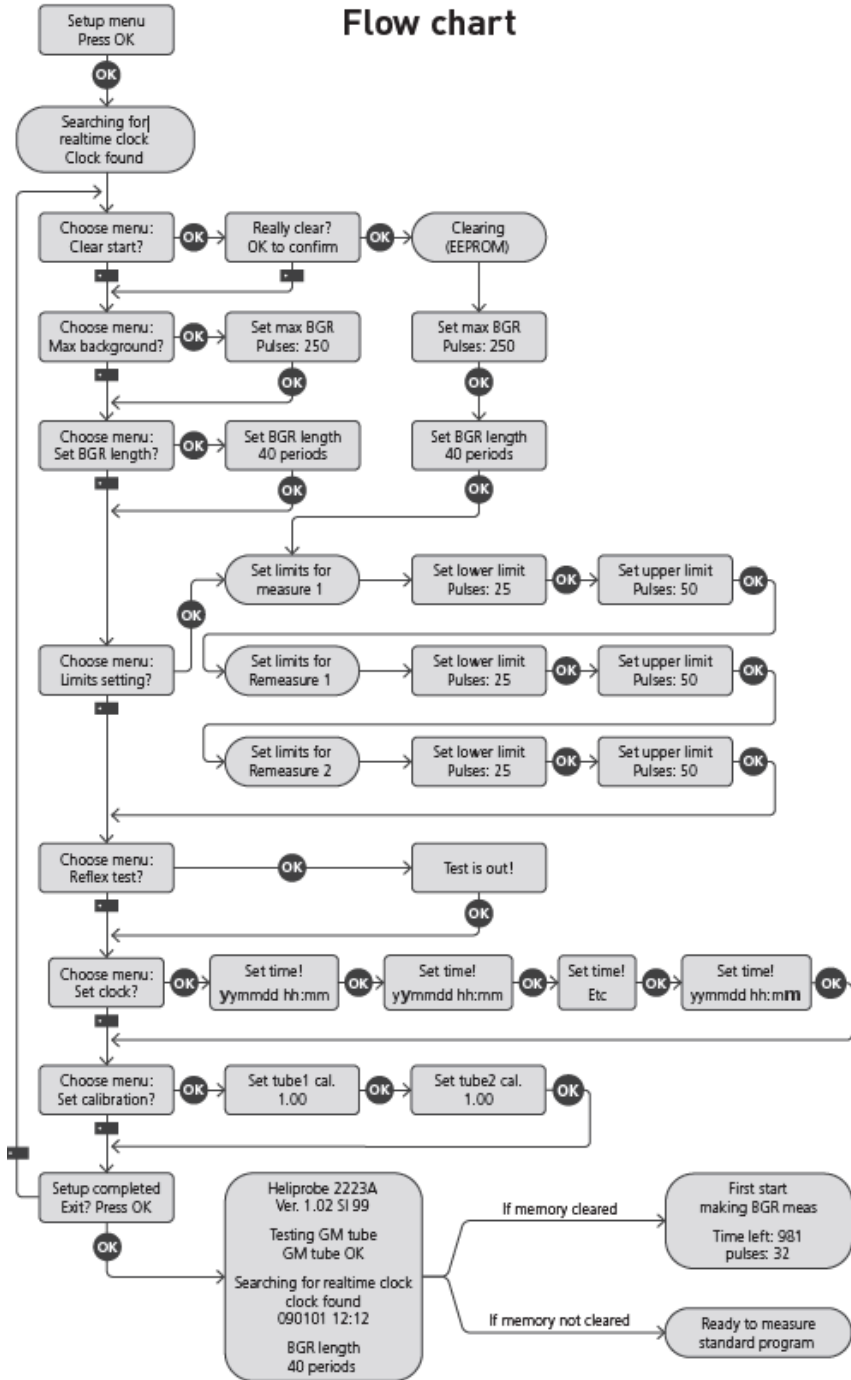 Flow chart
Setup menu
Press OK
OK
Searching for
realtime clock
Clock found
Choose menu:
Clear start?
OK
Really clear?
OK to confirm
OK
Clearing
(EEPROM)
Choose menu:
Max background?
OK
Set max BGR
Pulses: 250
OK
Set max BGR
Pulses: 250
OK
Choose menu:
Set BGR length?
OK
Set BGR length
40 periods
OK
Set BGR length
40 periods
OK
Set limits for
measure 1
Set lower limit
Pulses: 25
OK
Set upper limit
Pulses: 50
OK
OK
Choose menu:
Limits setting?
Set limits for
Remeasure 1
Set lower limit
Pulses: 25
OK
Set upper limit
Pulses: 50
OK
Set limits for
Remeasure 2
Set lower limit
Pulses: 25
OK
Set upper limit
Pulses: 50
OK
Choose menu:
Reflex test?
OK
Test is out!
OK
Choose menu:
Set clock?
OK
Set time!
yymmdd hh:mm
OK
Set time!
yymmdd hh:mm
OK
Set time!
Etc
OK
Set time!
yymmdd hh:mm
OK
Choose menu:
Set calibration?
OK
Set tube1 cal.
1.00
OK
Set tube2 cal.
1.00
OK
Setup completed
Exit? Press OK
OK
Heliprobe 2223A
Ver. 1.02 SI 99
Testing GM tube
GM tube OK
Searching for realtime clock
clock found
090101 12:12
BGR length
40 periods
If memory cleared
First start
making BGR meas
Time left: 981
pulses: 32
If memory not cleared
Ready to measure
standard program